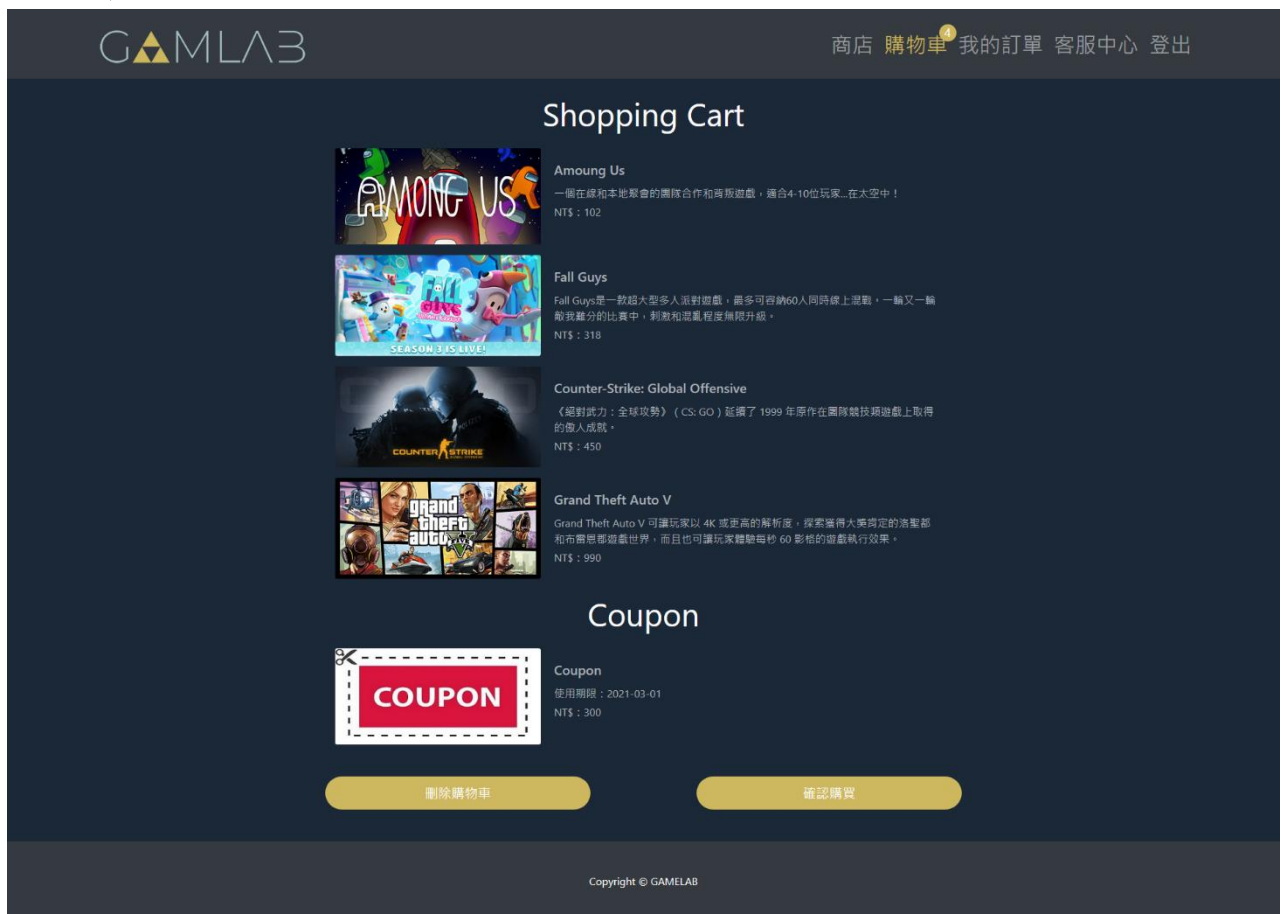 GAMLAB
商店 購物車 4 我的訂單 客服中心 登出
Shopping Cart
AMONG US
Amoung Us
一個在線和本地聚會的團隊合作和背叛遊戲，適合4-10位玩家...在太空中！
NT$：102
FALL GUYS
SEASON 3 IS LIVE!
Fall Guys
Fall Guys是一款超大型多人派對遊戲，最多可容納60人同時線上混戰，一輪又一輪
敵我難分的比賽中，刺激和混亂程度無限升級。
NT$：318
COUNTER STRIKE
Counter-Strike: Global Offensive
《絕對武力：全球攻勢》（CS: GO）延續了 1999 年原作在團隊競技類遊戲上取得
的傲人成就。
NT$：450
grand
theft
auto V
Grand Theft Auto V
Grand Theft Auto V 可讓玩家以 4K 或更高的解析度，探索獲得大獎肯定的洛聖都
和布雷恩郡遊戲世界，而且也可讓玩家體驗每秒 60 影格的遊戲執行效果。
NT$：990
Coupon
COUPON
Coupon
使用期限：2021-03-01
NT$：300
刪除購物車
確認購買
Copyright © GAMELAB